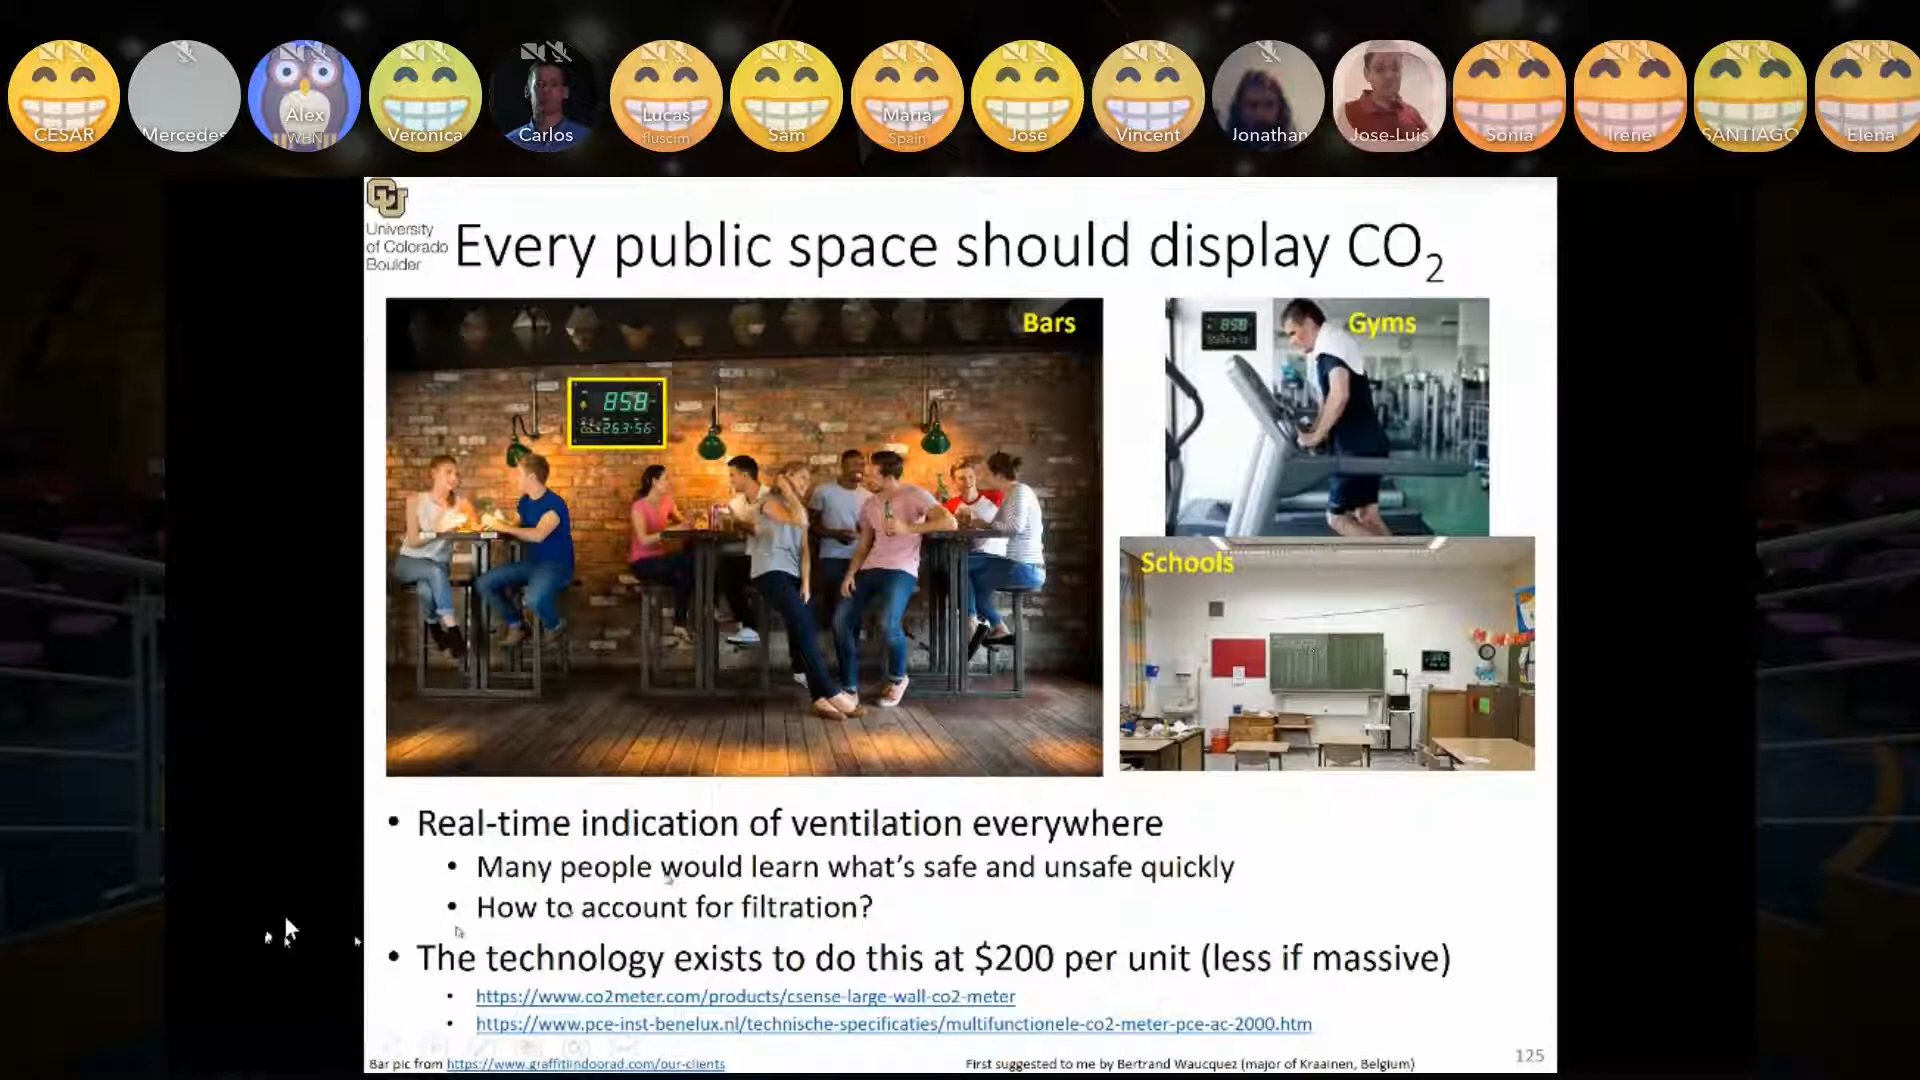 CESAR
Mercedes
Alex
WHN
Veronica
Carlos
Lucas
fluscim
Sam
Maria
Spain
Jose
Vincent
Jonathan
Jose-Luis
Sonia
Irene
SANTIAGO
Elena
CU
University
of Colorado
Boulder
Every public space should display CO2
Bars
858
Gyms
858
Schools
• Real-time indication of ventilation everywhere
• Many people would learn what's safe and unsafe quickly
• How to account for filtration?
• The technology exists to do this at $200 per unit (less if massive)
• https://www.co2meter.com/products/csense-large-wall-co2-meter
• https://www.pce-inst-benelux.nl/technische-specificaties/multifunctionele-co2-meter-pce-ac-2000.htm
Bar pic from https://www.graffitiindoorad.com/our-clients
First suggested to me by Bertrand Waucquez (major of Kraainen, Belgium)
125